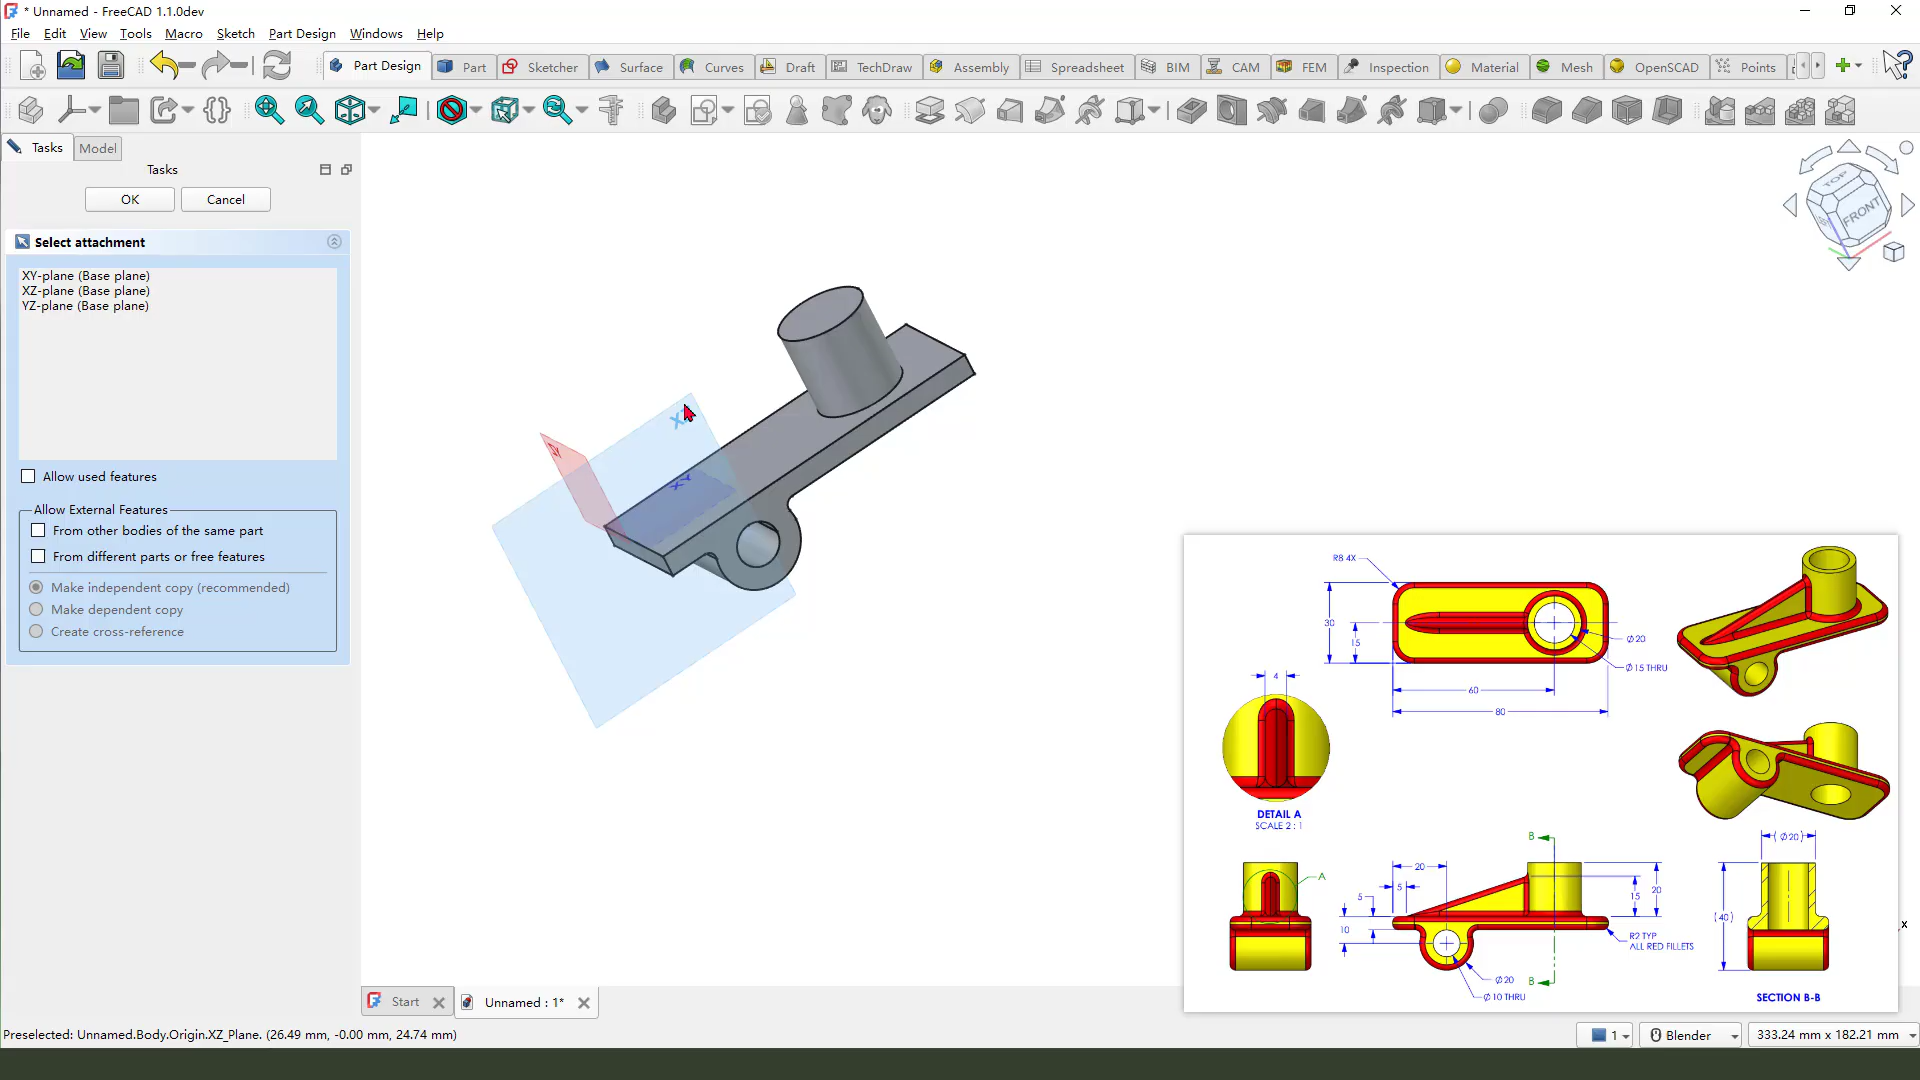 * Unnamed - FreeCAD 1.1.0dev
File Edit View Tools Macro Sketch Part Design Windows Help
Part Design Part Sketcher Surface Curves Draft TechDraw Assembly Spreadsheet BIM CAM FEM Inspection Material Mesh OpenSCAD Points
Tasks Model
Tasks
OK Cancel
Select attachment
XY-plane (Base plane)
XZ-plane (Base plane)
YZ-plane (Base plane)
Allow used features
Allow External Features
From other bodies of the same part
From different parts or free features
Make independent copy (recommended)
Make dependent copy
Create cross-reference
TOP
FRONT
R8 4X
30
15
Ø20
Ø15 THRU
60
80
4
DETAIL A
SCALE 2 : 1
A
B
20
5
5
10
15
20
R2 TYP
ALL RED FILLETS
Ø20
Ø10 THRU
B
(Ø20)
(40)
SECTION B-B
x
Start Unnamed : 1*
Preselected: Unnamed.Body.Origin.XZ_Plane. (26.49 mm, -0.00 mm, 24.74 mm)
1 Blender 333.24 mm x 182.21 mm